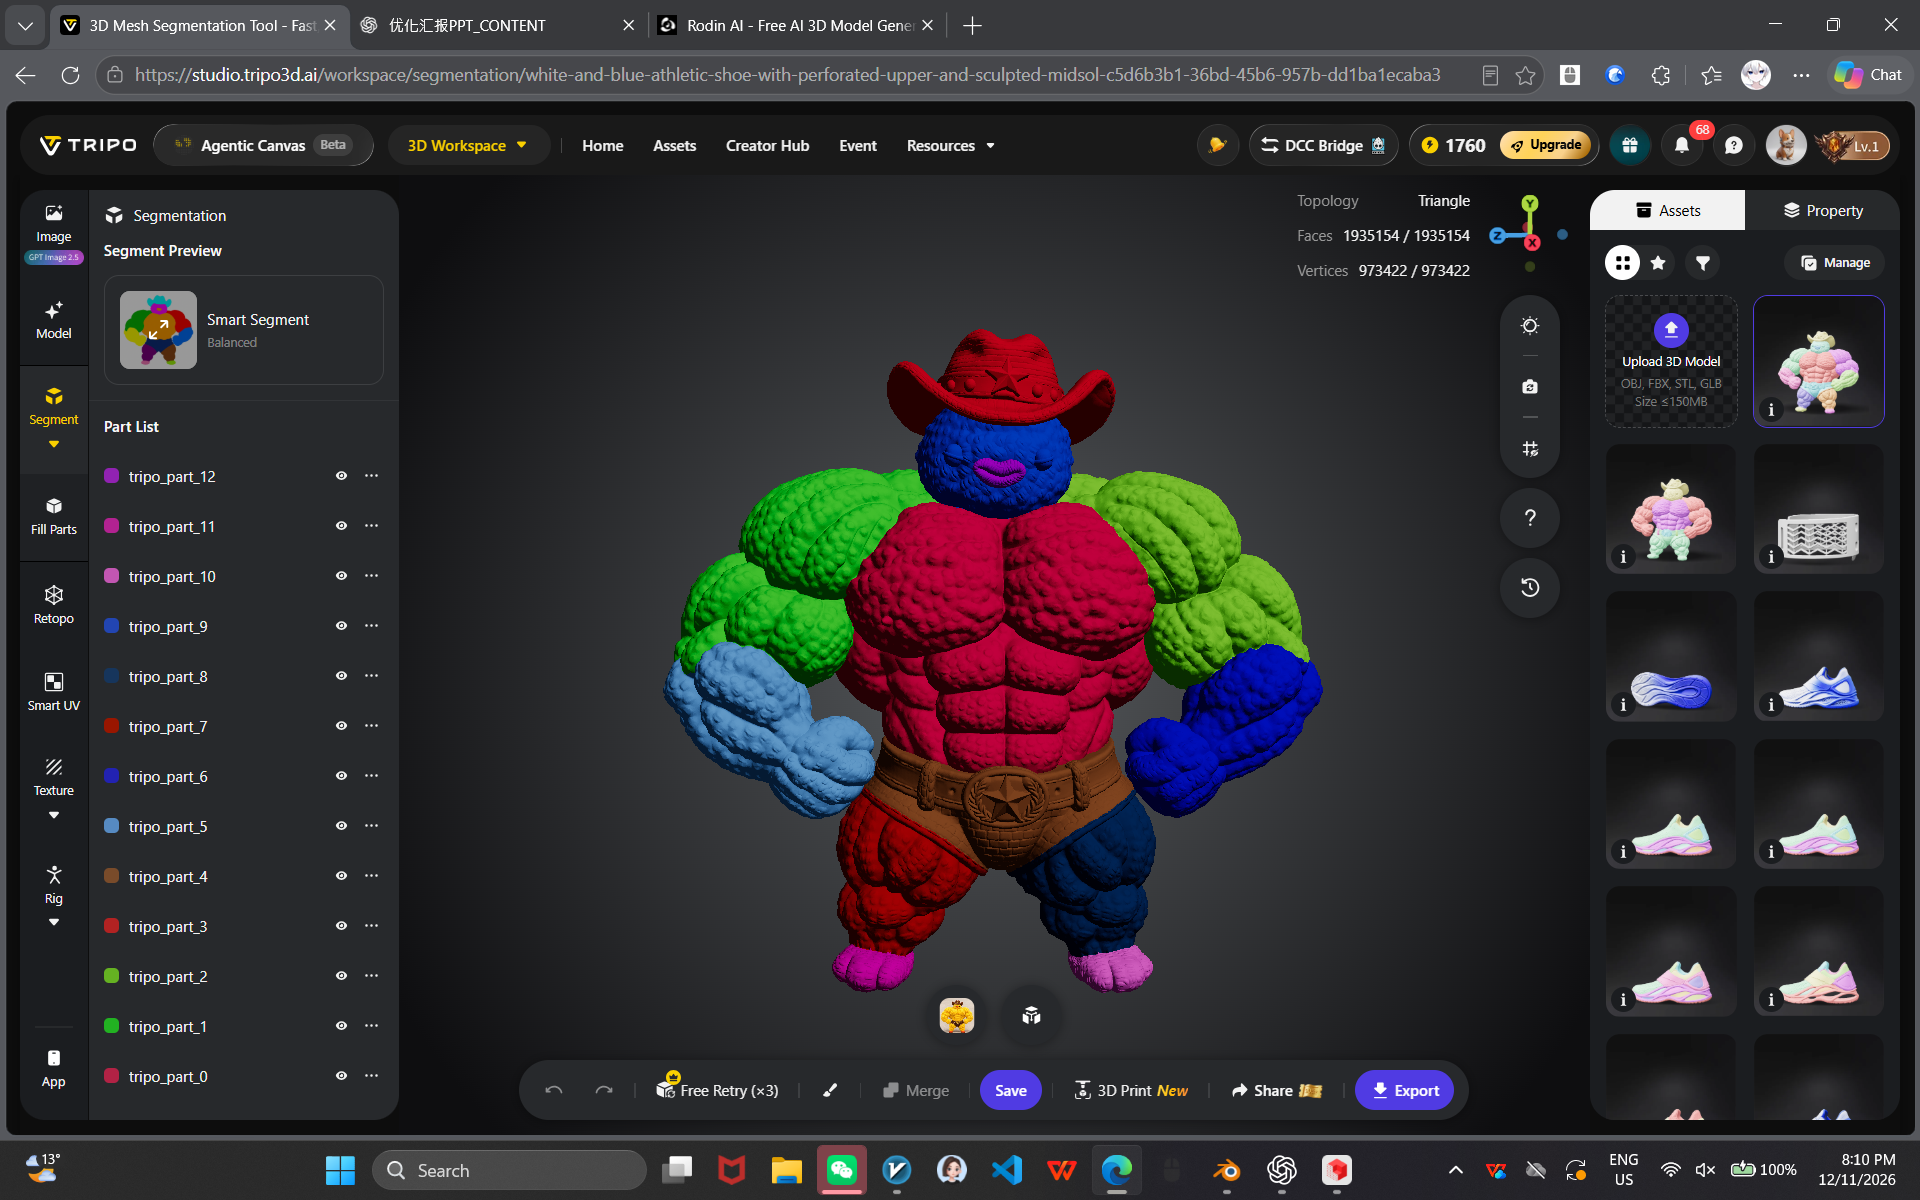 3D Mesh Segmentation Tool - Fast
优化汇报PPT_CONTENT
Rodin AI - Free AI 3D Model Gener
https://studio.tripo3d.ai/workspace/segmentation/white-and-blue-athletic-shoe-with-perforated-upper-and-sculpted-midsol-c5d6b3b1-36bd-45b6-957b-dd1ba1ecaba3
Chat
TRIPO
Agentic Canvas Beta
3D Workspace
Home
Assets
Creator Hub
Event
Resources
DCC Bridge
1760
Upgrade
68
Lv.1
Image
GPT Image 2.5
Model
Segment
Fill Parts
Retopo
Smart UV
Texture
Rig
App
Segmentation
Segment Preview
Smart Segment
Balanced
Part List
tripo_part_12
tripo_part_11
tripo_part_10
tripo_part_9
tripo_part_8
tripo_part_7
tripo_part_6
tripo_part_5
tripo_part_4
tripo_part_3
tripo_part_2
tripo_part_1
tripo_part_0
Topology Triangle
Faces 1935154 / 1935154
Vertices 973422 / 973422
Y
Z
X
?
Free Retry (×3)
Merge
Save
3D Print New
Share
Export
Assets
Property
Manage
Upload 3D Model
OBJ, FBX, STL, GLB
Size ≤150MB
13°
Search
ENG
US
100%
8:10 PM
12/11/2026